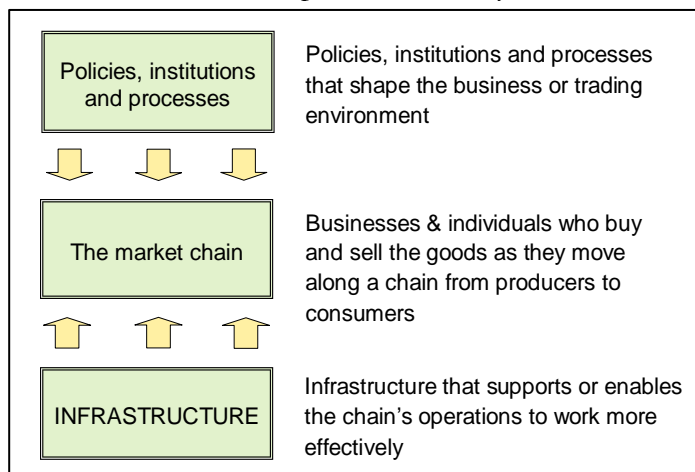 Policies, institutions
and processes
Policies, institutions and processes
that shape the business or trading
environment
The market chain
Businesses & individuals who buy
and sell the goods as they move
along a chain from producers to
consumers
INFRASTRUCTURE
Infrastructure that supports or enables
the chain's operations to work more
effectively